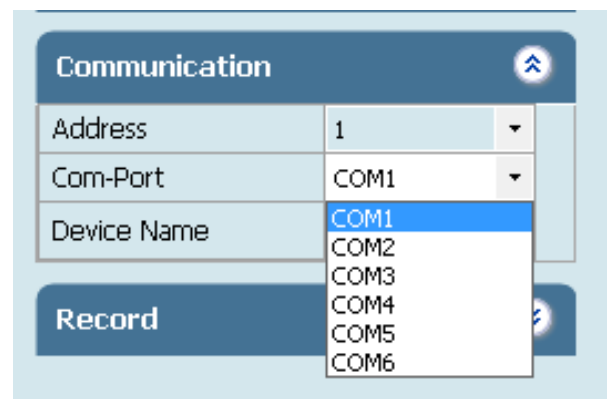 Communication
Address 1
Com-Port COM1
Device Name COM1
COM2
COM3
Record COM4
COM5
COM6